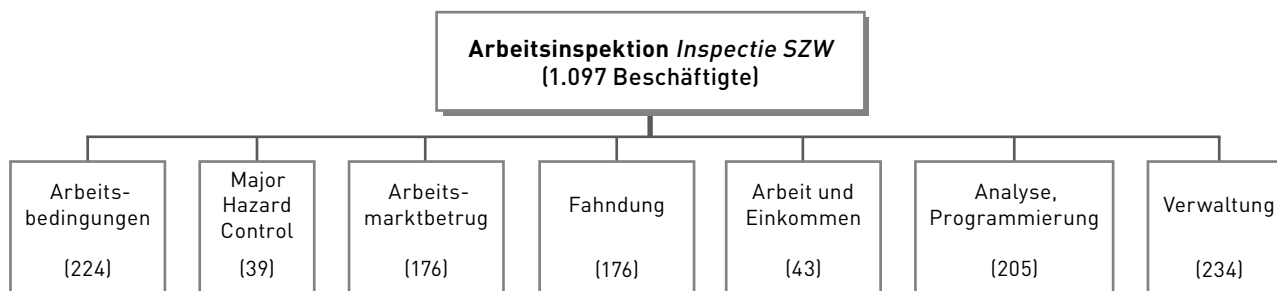 Arbeitsinspektion Inspectie SZW
(1.097 Beschäftigte)
Arbeits-
bedingungen
(224)
Major
Hazard
Control
(39)
Arbeits-
marktbetrug
(176)
Fahndung
(176)
Arbeit und
Einkommen
(43)
Analyse,
Programmierung
(205)
Verwaltung
(234)